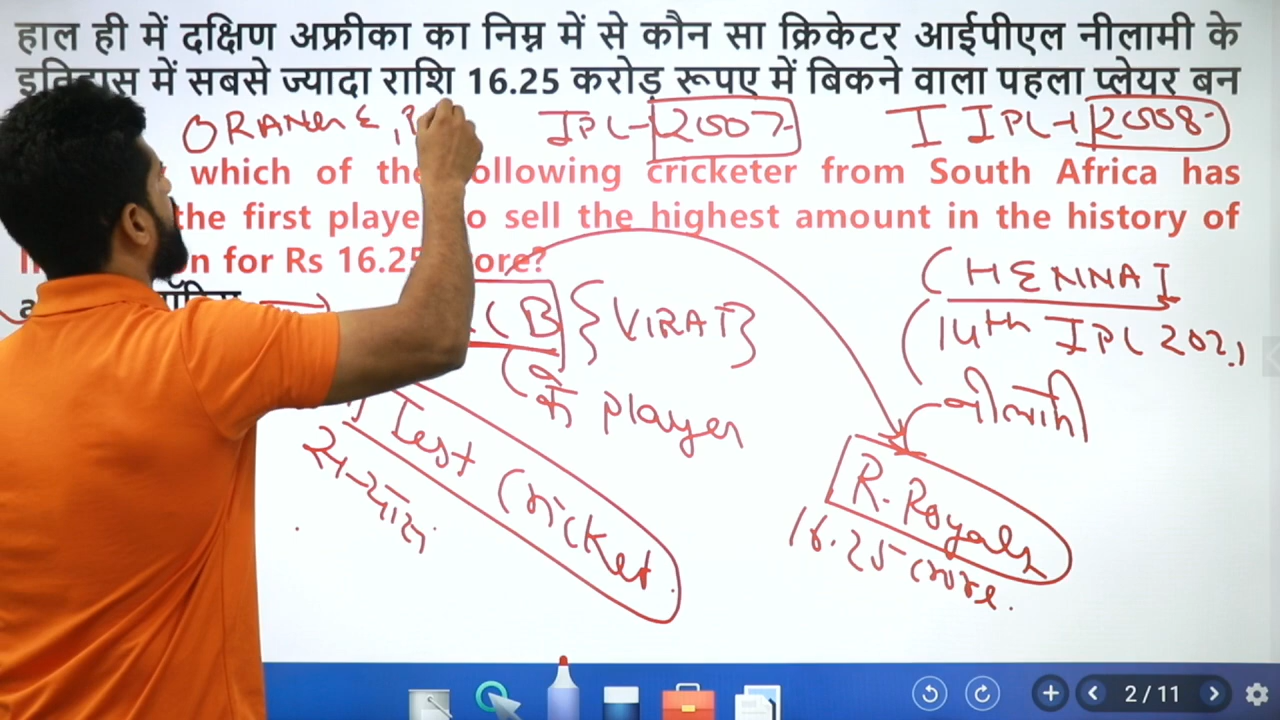 हाल ही में दक्षिण अफ्रीका का निम्न में से कौन सा क्रिकेटर आईपीएल नीलामी के
इतिहास में सबसे ज्यादा राशि 16.25 करोड़ रूपए में बिकने वाला पहला प्लेयर बन
ORANGE, IPL- 2007- I IPL→ 2008-
which of the following cricketer from South Africa has
the first player to sell the highest amount in the history of
for Rs 16.25 crore?
CHENNAI
RCB {VIRAT}
14th IPL 2021
के player
नीलामी
Test Cricket
R. Royals
16.25 crore.
2 / 11